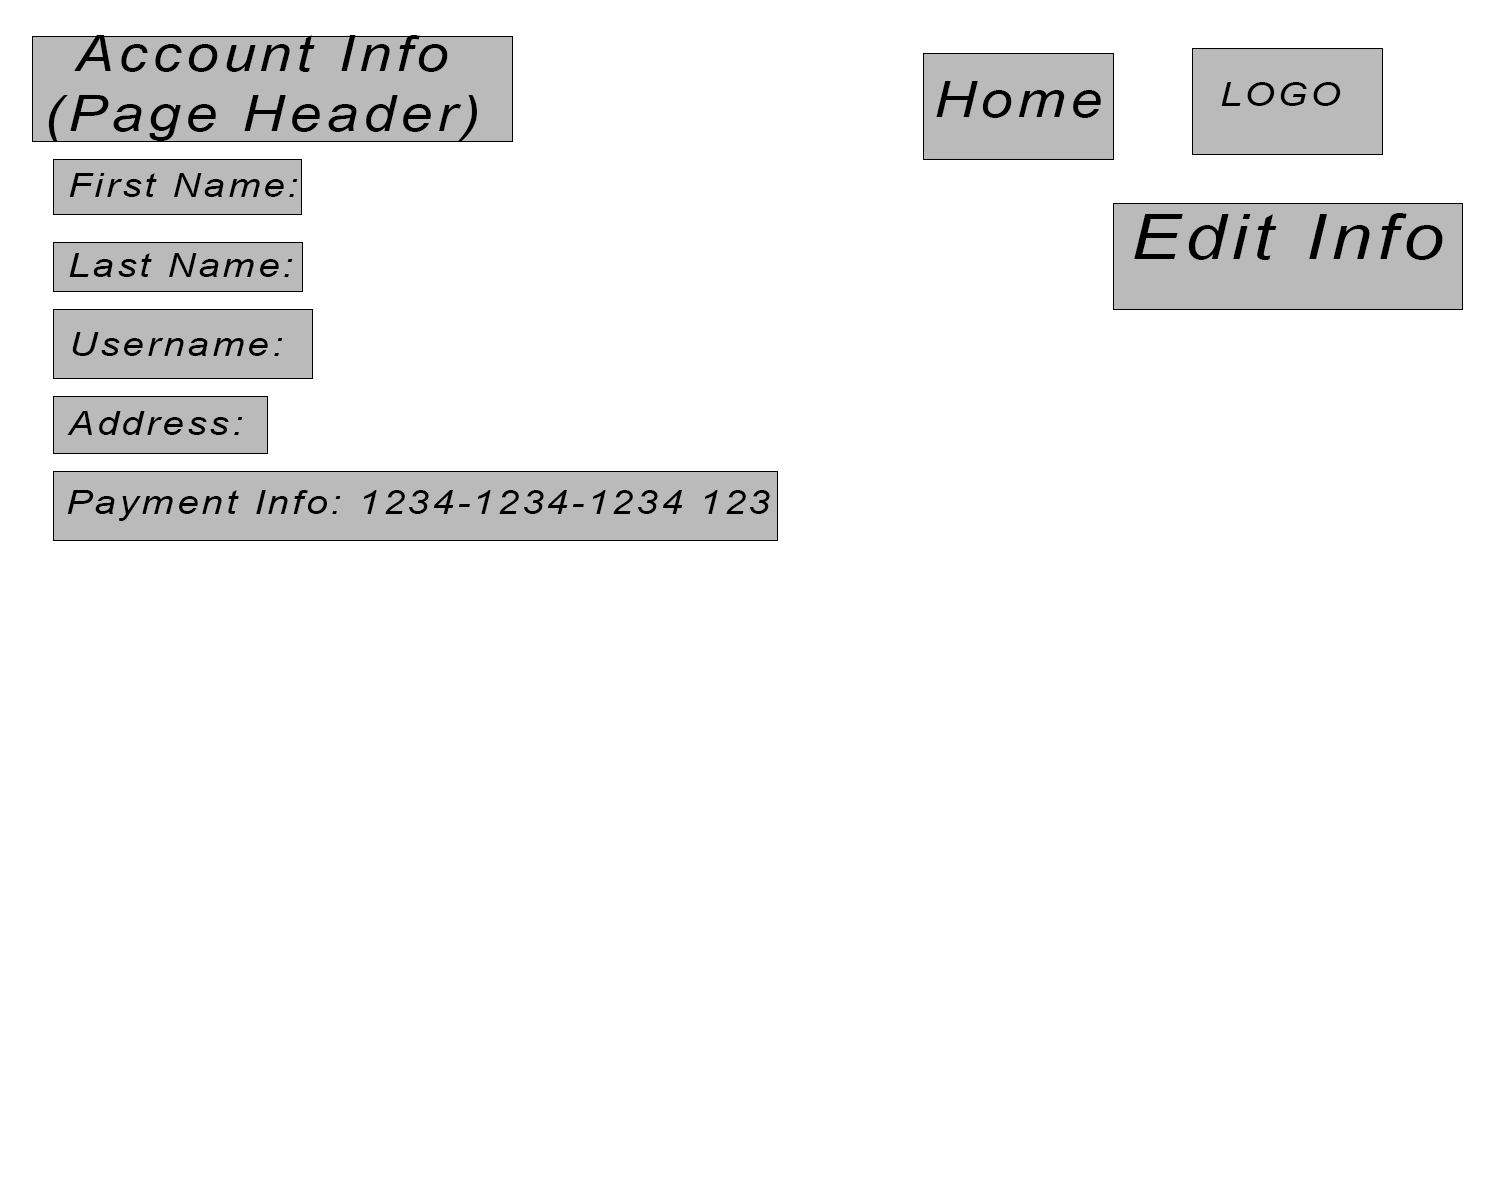 Account Info
(Page Header)
Home
LOGO
First Name:
Edit Info
Last Name:
Username:
Address:
Payment Info: 1234-1234-1234 123